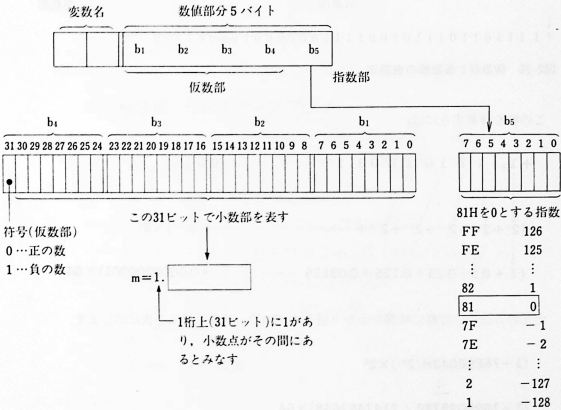 変数名 数値部分5バイト
b₁ b₂ b₃ b₄ b₅
仮数部 指数部
b₄ b₃ b₂ b₁ b₅
31 30 29 28 27 26 25 24 23 22 21 20 19 18 17 16 15 14 13 12 11 10 9 8 7 6 5 4 3 2 1 0 7 6 5 4 3 2 1 0
符号(仮数部)
0…正の数
1…負の数
この31ビットで小数部を表す
m=1.
1桁上(31ビット)に1があ
り,小数点がその間にあ
るとみなす
81Hを0とする指数
FF 126
FE 125
⋮ ⋮
82 1
81 0
7F −1
7E −2
⋮ ⋮
2 −127
1 −128